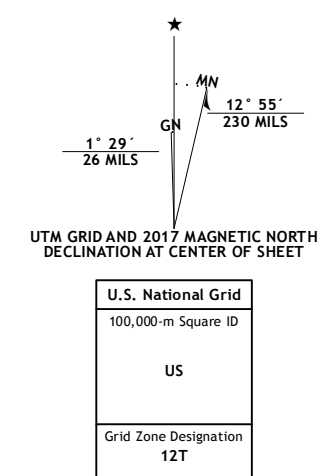 ★
MN
12° 55´
230 MILS
GN
1° 29´
26 MILS
UTM GRID AND 2017 MAGNETIC NORTH
DECLINATION AT CENTER OF SHEET
U.S. National Grid
100,000-m Square ID
US
Grid Zone Designation
12T